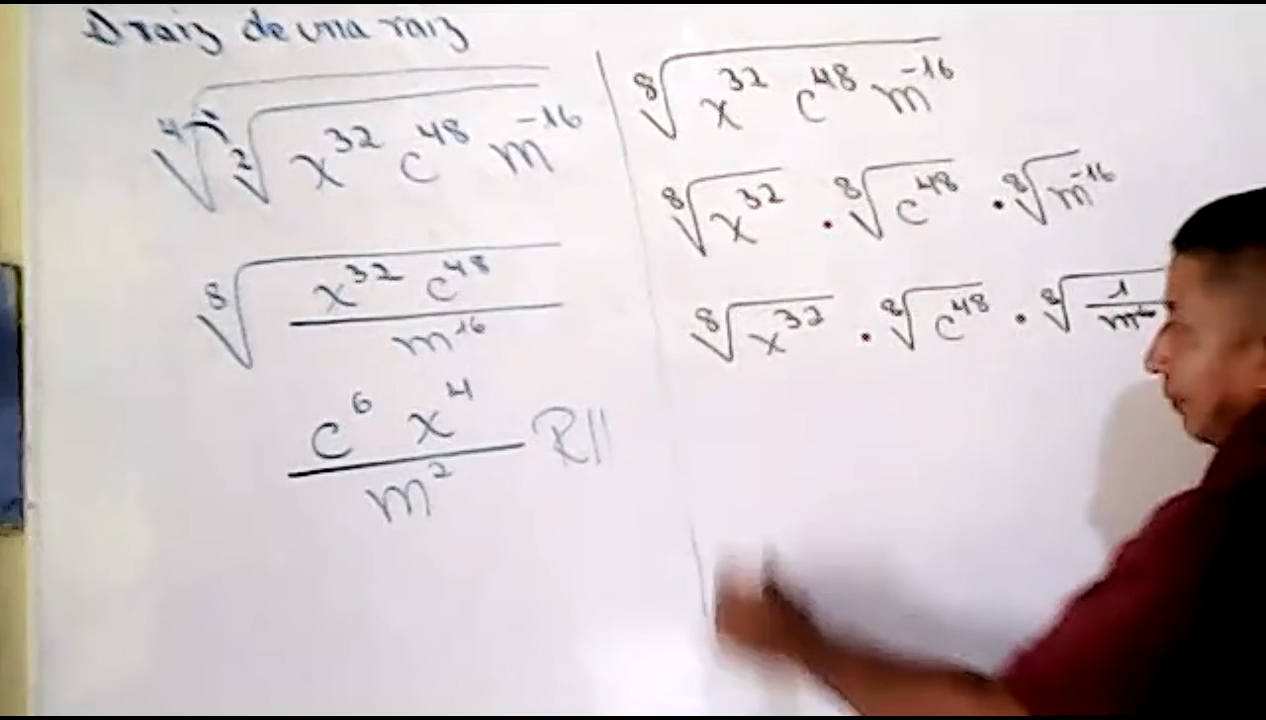 raiz de una raiz
⁴√ ²√ x³² c⁴⁸ m⁻¹⁶
⁸√ x³² c⁴⁸ / m¹⁶
c⁶ x⁴ / m² R//
⁸√ x³² c⁴⁸ m⁻¹⁶
⁸√ x³² · ⁸√ c⁴⁸ · ⁸√ m⁻¹⁶
⁸√ x³² · ⁸√ c⁴⁸ · ⁸√ 1 / m